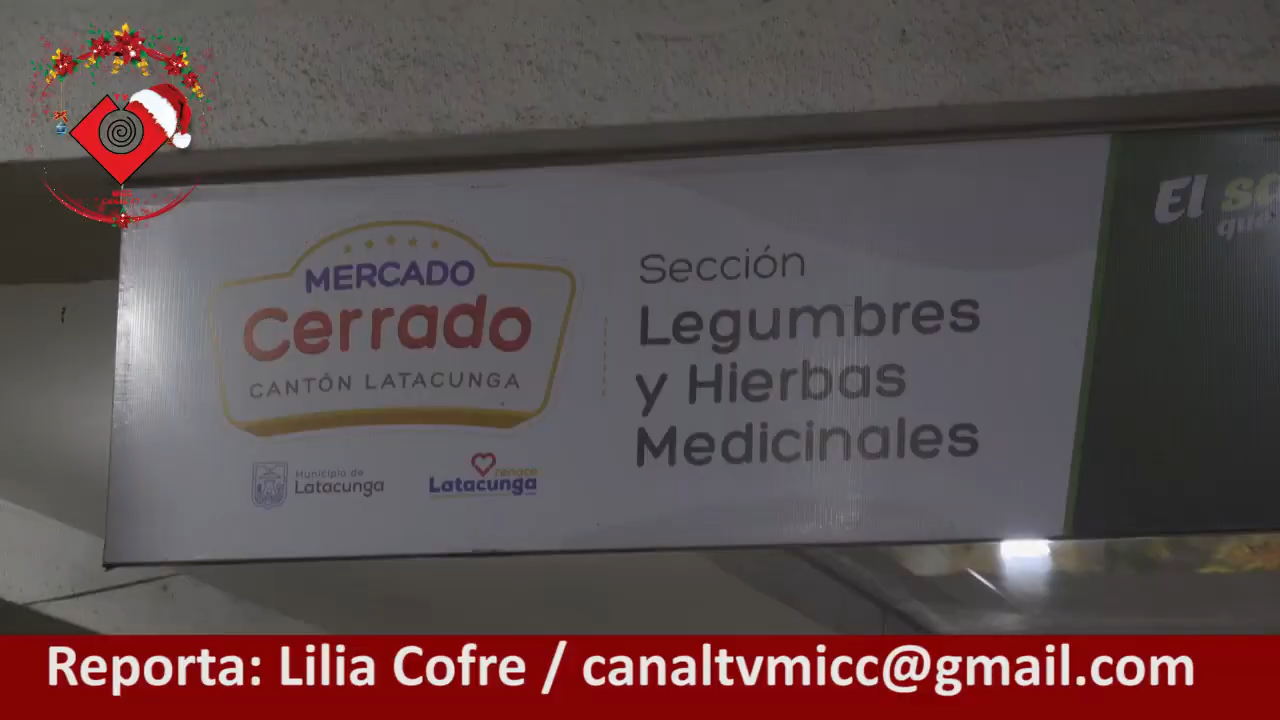 MERCADO
Cerrado
CANTÓN LATACUNGA
Municipio de
Latacunga
renace
Latacunga
Sección
Legumbres
y Hierbas
Medicinales
El
Reporta: Lilia Cofre / canaltvmicc@gmail.com